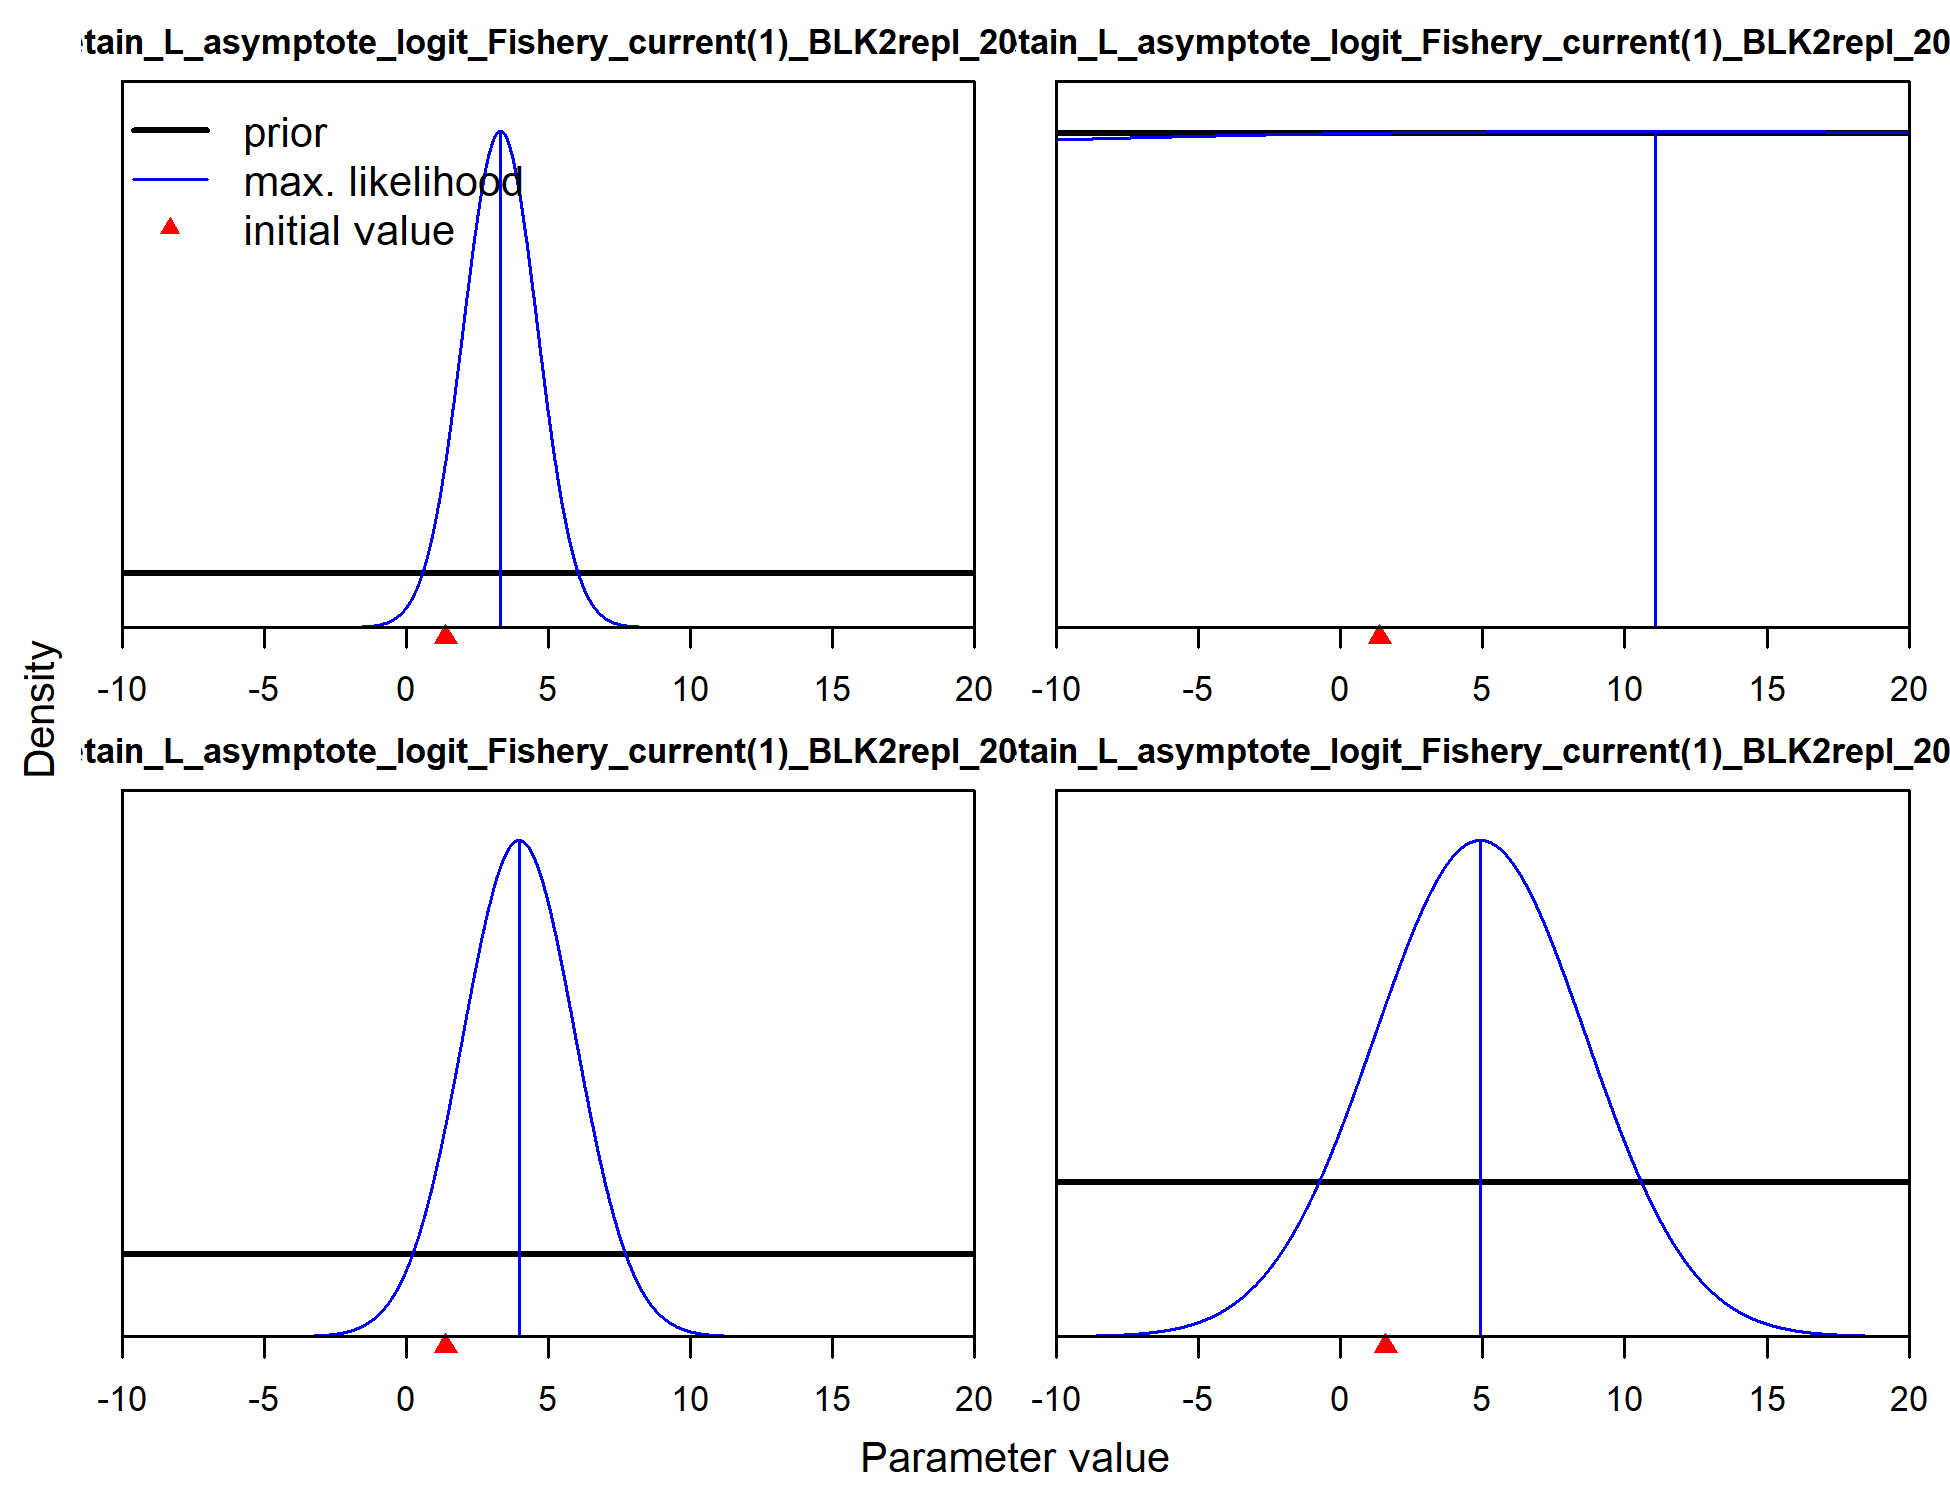 etain_L_asymptote_logit_Fishery_current(1)_BLK2repl_20
tain_L_asymptote_logit_Fishery_current(1)_BLK2repl_20
prior
max. likelihood
initial value
-10 -5 0 5 10 15 20
-10 -5 0 5 10 15 20
Density
etain_L_asymptote_logit_Fishery_current(1)_BLK2repl_20
tain_L_asymptote_logit_Fishery_current(1)_BLK2repl_20
-10 -5 0 5 10 15 20
-10 -5 0 5 10 15 20
Parameter value